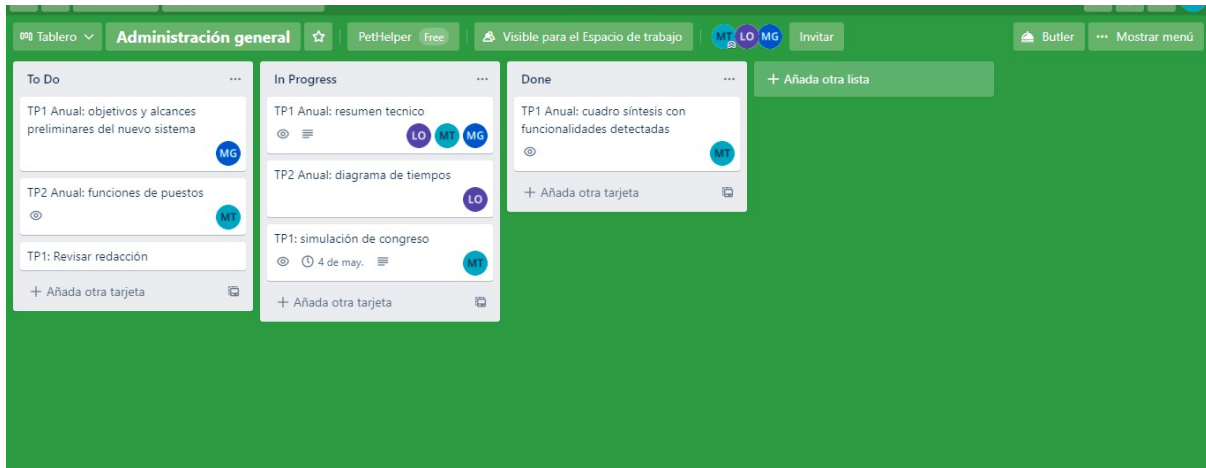 Tablero
Administración general
PetHelper Free
Visible para el Espacio de trabajo
MT LO MG
Invitar
Butler
Mostrar menú
To Do
TP1 Anual: objetivos y alcances
preliminares del nuevo sistema
MG
TP2 Anual: funciones de puestos
MT
TP1: Revisar redacción
+ Añada otra tarjeta
In Progress
TP1 Anual: resumen tecnico
LO MT MG
TP2 Anual: diagrama de tiempos
LO
TP1: simulación de congreso
4 de may.
MT
+ Añada otra tarjeta
Done
TP1 Anual: cuadro síntesis con
funcionalidades detectadas
MT
+ Añada otra tarjeta
+ Añada otra lista